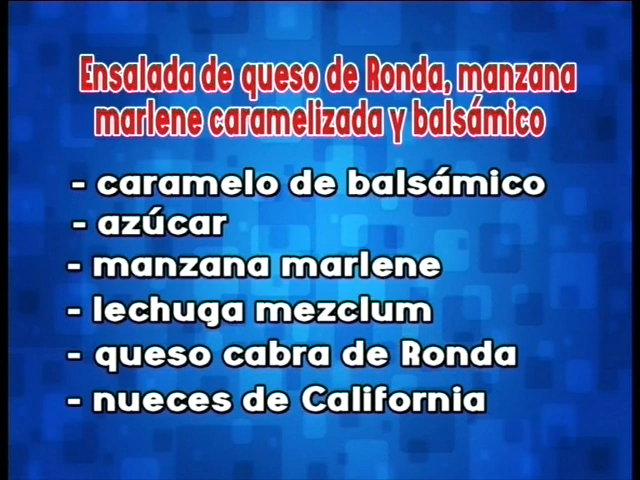 Ensalada de queso de Ronda, manzana
marlene caramelizada y balsámico
- caramelo de balsámico
- azúcar
- manzana marlene
- lechuga mezclum
- queso cabra de Ronda
- nueces de California